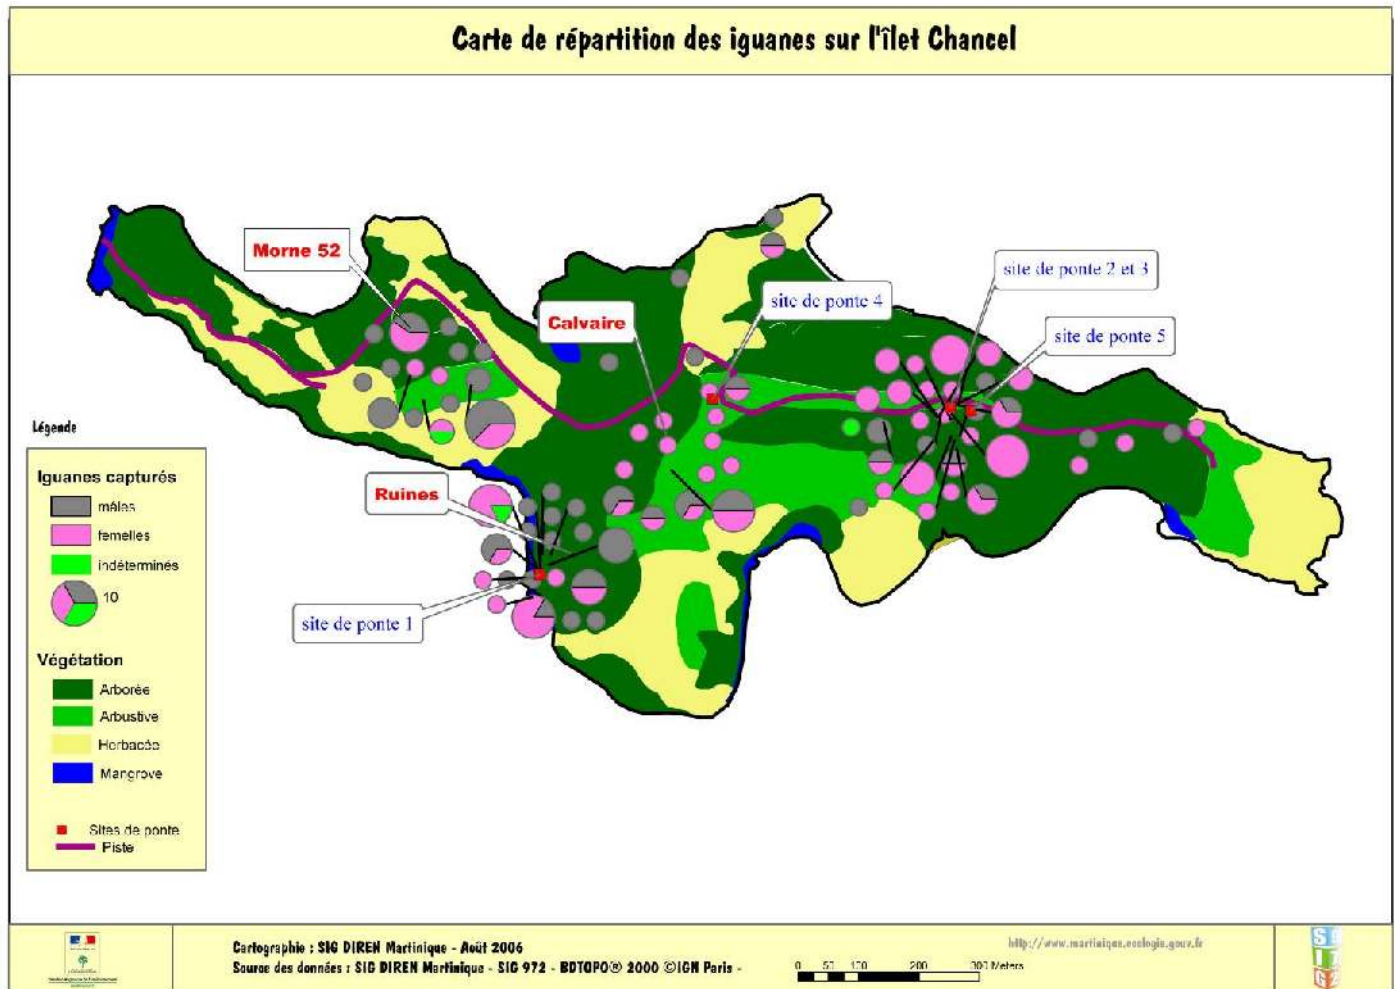 Carte de répartition des iguanes sur l'îlet Chancel
Morne 52
site de ponte 2 et 3
site de ponte 4
Calvaire
site de ponte 5
Ruines
site de ponte 1
Légende
Iguanes capturés
mâles
femelles
indéterminés
10
Végétation
Arborée
Arbustive
Herbacée
Mangrove
Sites de ponte
Piste
Cartographie : SIG DIREN Martinique - Août 2006
Source des données : SIG DIREN Martinique - SIG 972 - BDTOPO® 2000 ©IGN Paris -
http://www.martinique.ecologie.gouv.fr
0 50 100 200 300 Meters